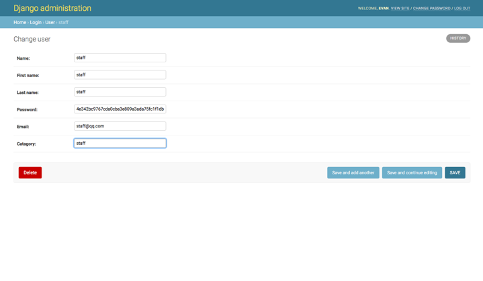 Django administration
WELCOME, RYAN. VIEW SITE / CHANGE PASSWORD / LOG OUT
Home › Login › User › staff
Change user
HISTORY
Name: staff
First name: staff
Last name: staff
Password:
Email: staff@qq.com
Category: staff
Delete
Save and add another
Save and continue editing
SAVE